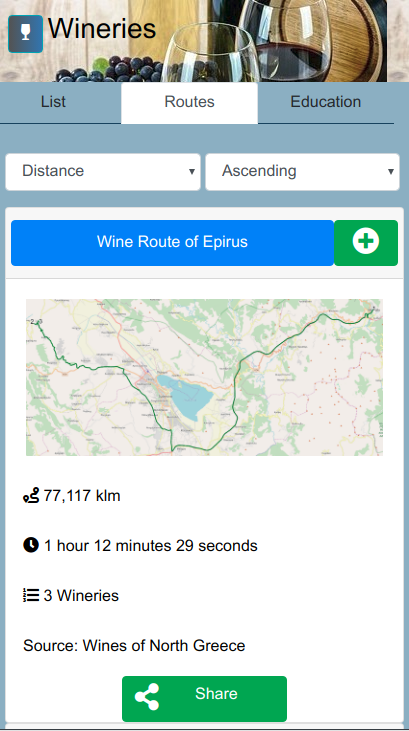 Wineries
List
Routes
Education
Distance
Ascending
Wine Route of Epirus
77,117 klm
1 hour 12 minutes 29 seconds
3 Wineries
Source: Wines of North Greece
Share